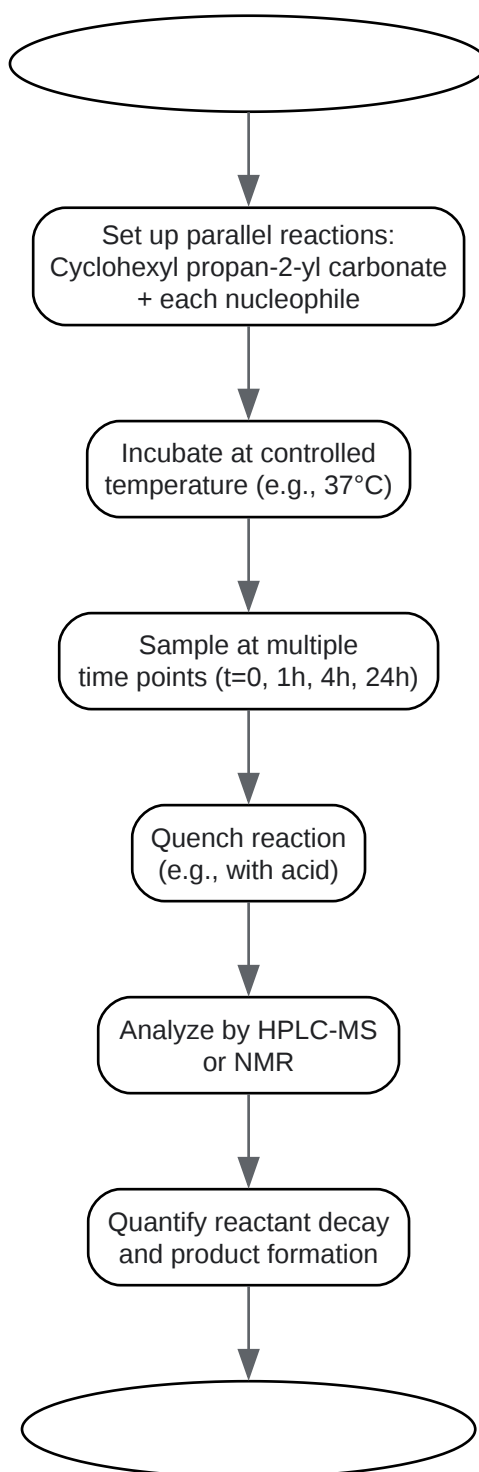 Set up parallel reactions:
Cyclohexyl propan-2-yl carbonate
+ each nucleophile
Incubate at controlled
temperature (e.g., 37°C)
Sample at multiple
time points (t=0, 1h, 4h, 24h)
Quench reaction
(e.g., with acid)
Analyze by HPLC-MS
or NMR
Quantify reactant decay
and product formation